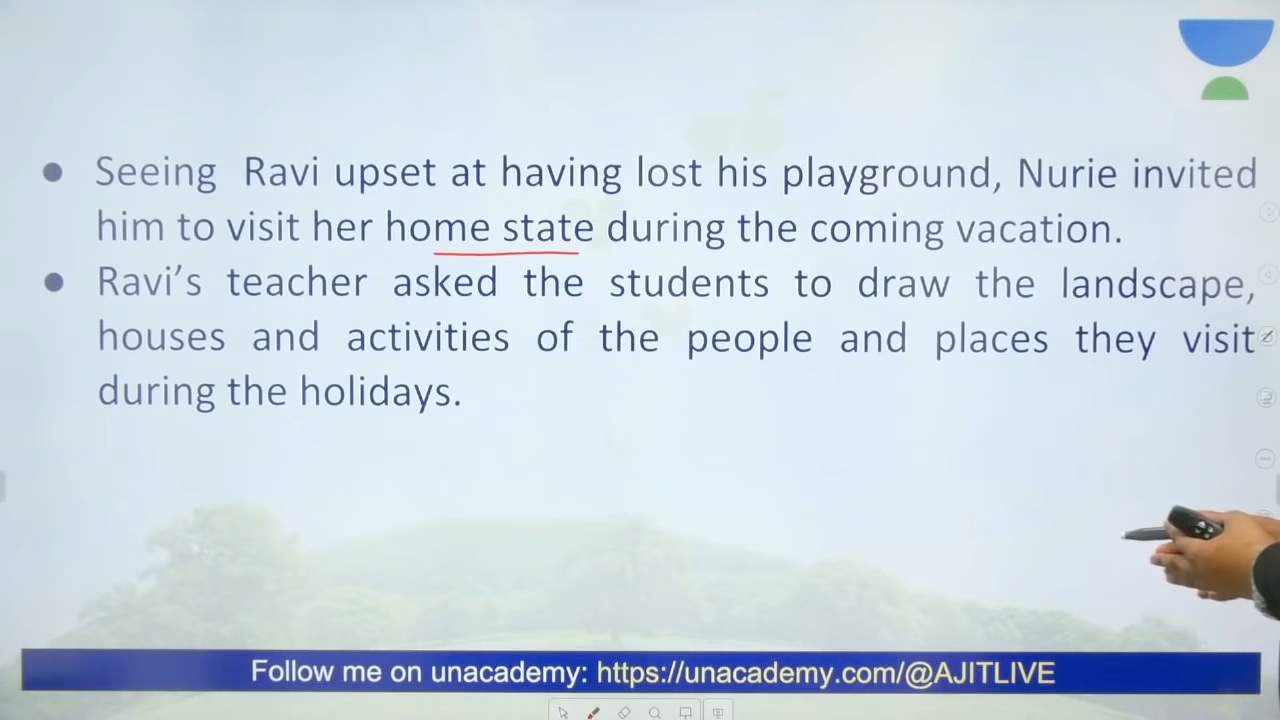 ● Seeing Ravi upset at having lost his playground, Nurie invited
him to visit her home state during the coming vacation.
● Ravi’s teacher asked the students to draw the landscape,
houses and activities of the people and places they visit
during the holidays.
Follow me on unacademy: https://unacademy.com/@AJITLIVE